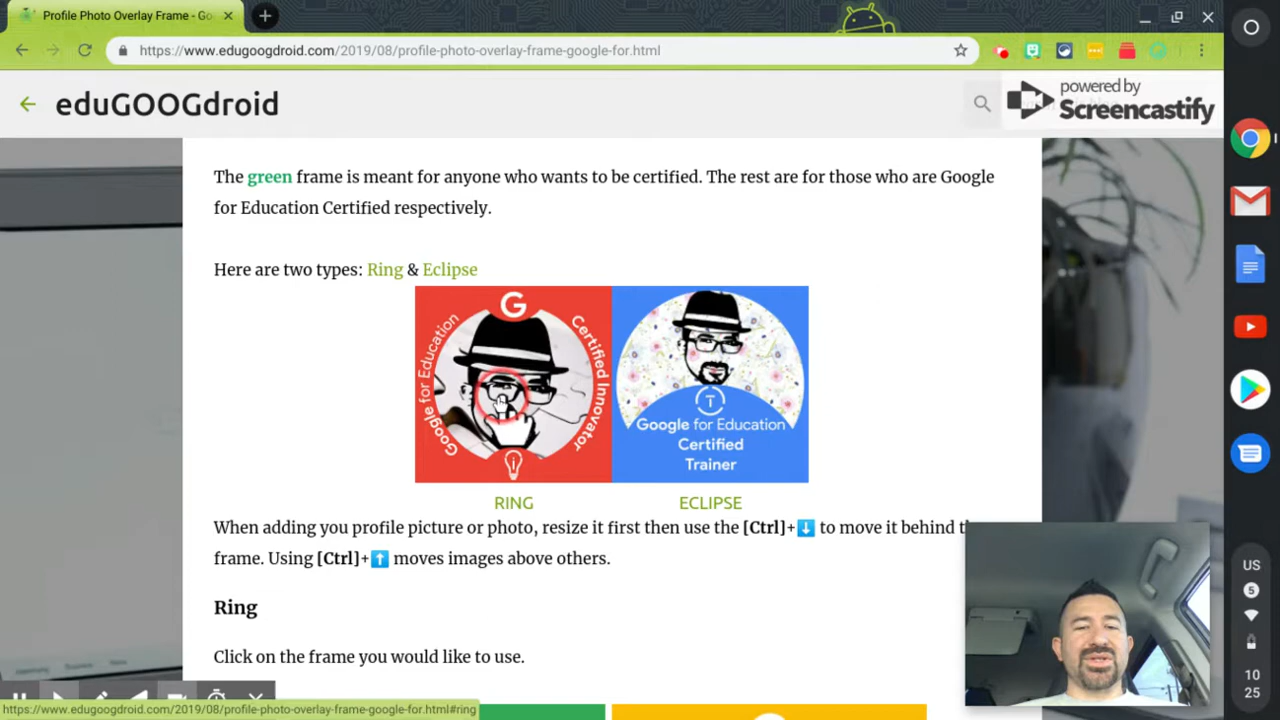 Profile Photo Overlay Frame - Go
https://www.edugoogdroid.com/2019/08/profile-photo-overlay-frame-google-for.html
eduGOOGdroid
powered by
Screencastify
The green frame is meant for anyone who wants to be certified. The rest are for those who are Google
for Education Certified respectively.
Here are two types: Ring & Eclipse
G
Google for Education
Certified Innovator
Google for Education
Certified
Trainer
RING
ECLIPSE
When adding you profile picture or photo, resize it first then use the [Ctrl]+⬇ to move it behind
frame. Using [Ctrl]+⬆ moves images above others.
Ring
Click on the frame you would like to use.
https://www.edugoogdroid.com/2019/08/profile-photo-overlay-frame-google-for.html#ring
US
5
10
25